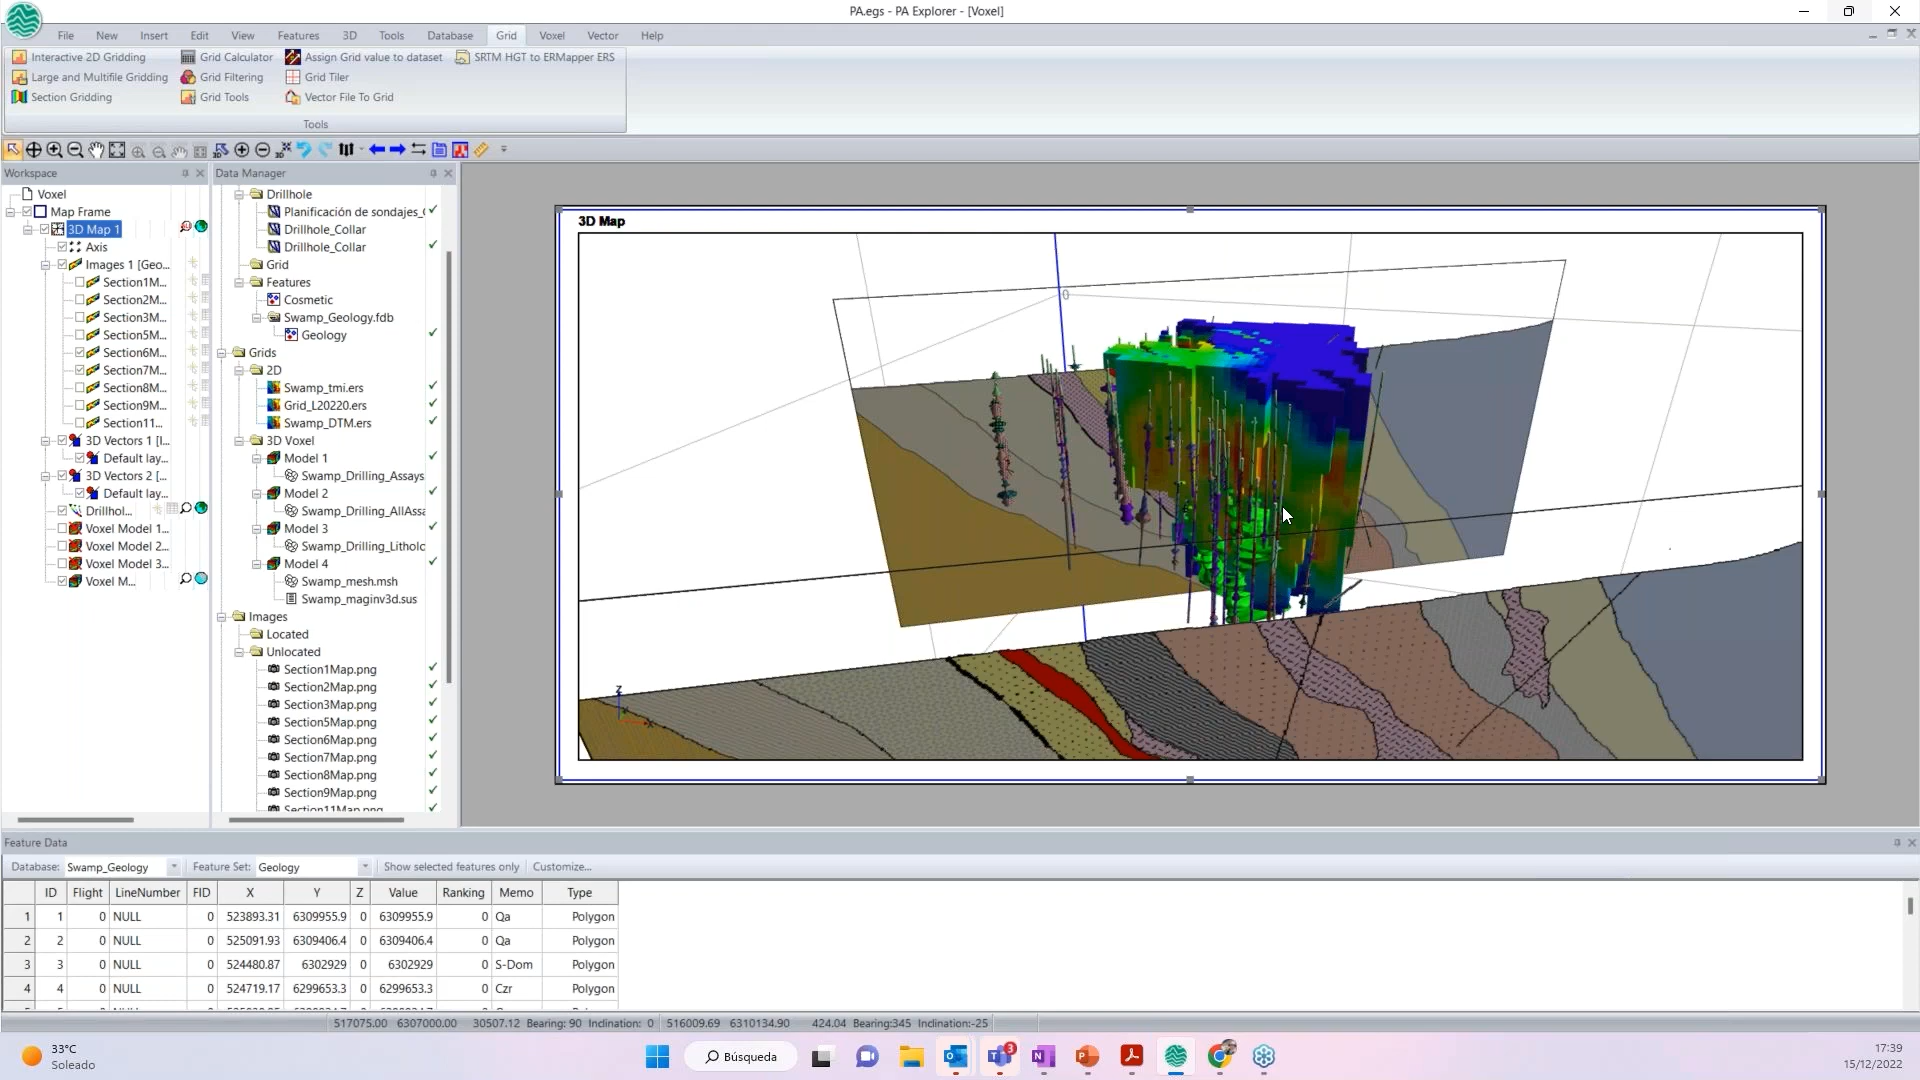 PA.egs - PA Explorer - [Voxel]
File New Insert Edit View Features 3D Tools Database Grid Voxel Vector Help
Interactive 2D Gridding Grid Calculator Assign Grid value to dataset SRTM HGT to ERMapper ERS
Large and Multifile Gridding Grid Filtering Grid Tiler
Section Gridding Grid Tools Vector File To Grid
Tools
Workspace
Voxel
Map Frame
3D Map 1
Axis
Images 1 [Geo...
Section1M...
Section2M...
Section3M...
Section5M...
Section6M...
Section7M...
Section8M...
Section9M...
Section11...
3D Vectors 1 [I...
Default lay...
3D Vectors 2 [...
Default lay...
Drillhol...
Voxel Model 1...
Voxel Model 2...
Voxel Model 3...
Voxel M...
Data Manager
Drillhole
Planificación de sondajes_
Drillhole_Collar
Drillhole_Collar
Grid
Features
Cosmetic
Swamp_Geology.fdb
Geology
Grids
2D
Swamp_tmi.ers
Grid_L20220.ers
Swamp_DTM.ers
3D Voxel
Model 1
Swamp_Drilling_Assays
Model 2
Swamp_Drilling_AllAssa
Model 3
Swamp_Drilling_Litholo
Model 4
Swamp_mesh.msh
Swamp_maginv3d.sus
Images
Located
Unlocated
Section1Map.png
Section2Map.png
Section3Map.png
Section5Map.png
Section6Map.png
Section7Map.png
Section8Map.png
Section9Map.png
Section11Map.png
3D Map
0
Z
X
Feature Data
Database: Swamp_Geology Feature Set: Geology Show selected features only Customize...
ID Flight LineNumber FID X Y Z Value Ranking Memo Type
1 1 0 NULL 0 523893.31 6309955.9 0 6309955.9 0 Qa Polygon
2 2 0 NULL 0 525091.93 6309406.4 0 6309406.4 0 Qa Polygon
3 3 0 NULL 0 524480.87 6302929 0 6302929 0 S-Dom Polygon
4 4 0 NULL 0 524719.17 6299653.3 0 6299653.3 0 Czr Polygon
517075.00 6307000.00 30507.12 Bearing: 90 Inclination: 0 516009.69 6310134.90 424.04 Bearing:345 Inclination:-25
33°C
Soleado
Búsqueda
3
17:39
15/12/2022